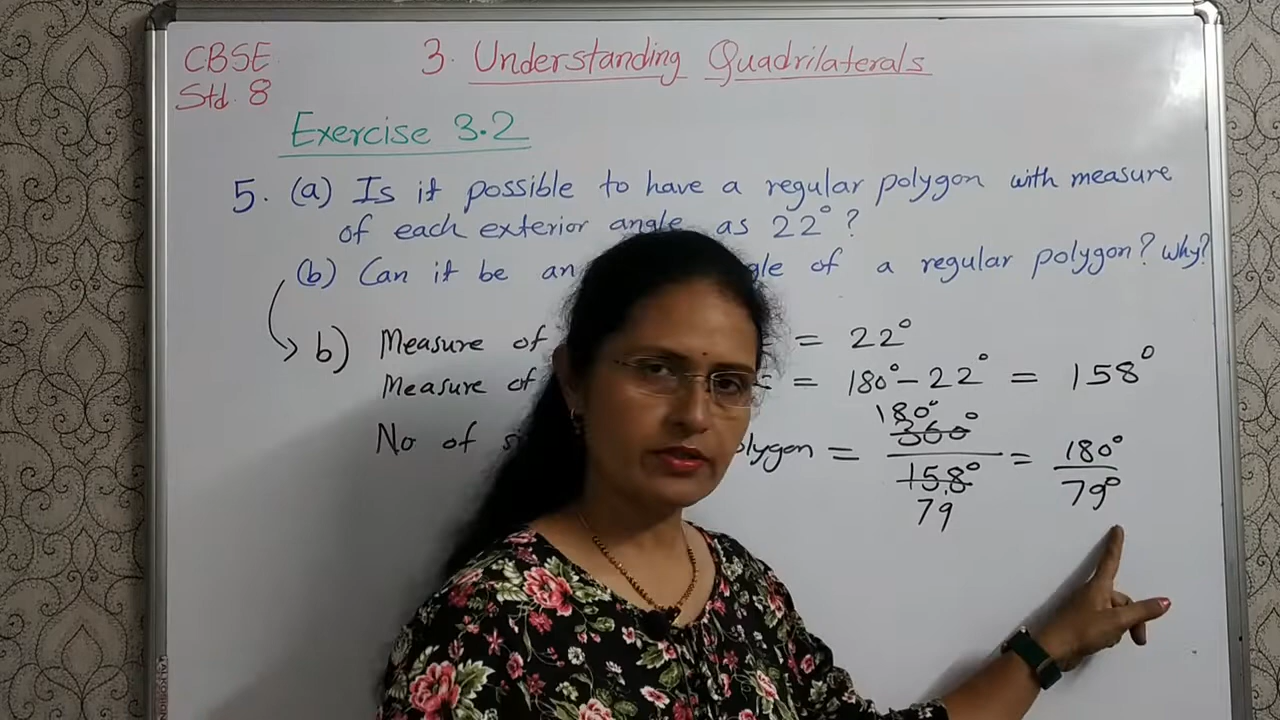 CBSE
Std. 8
3. Understanding Quadrilaterals
Exercise 3.2
5. (a) Is it possible to have a regular polygon with measure
of each exterior angle as 22°?
(b) Can it be an gle of a regular polygon? Why?
b) Measure of = 22°
Measure of = 180° - 22° = 158°
No of olygon = 360° / 158° = 180° / 79°
180°
79